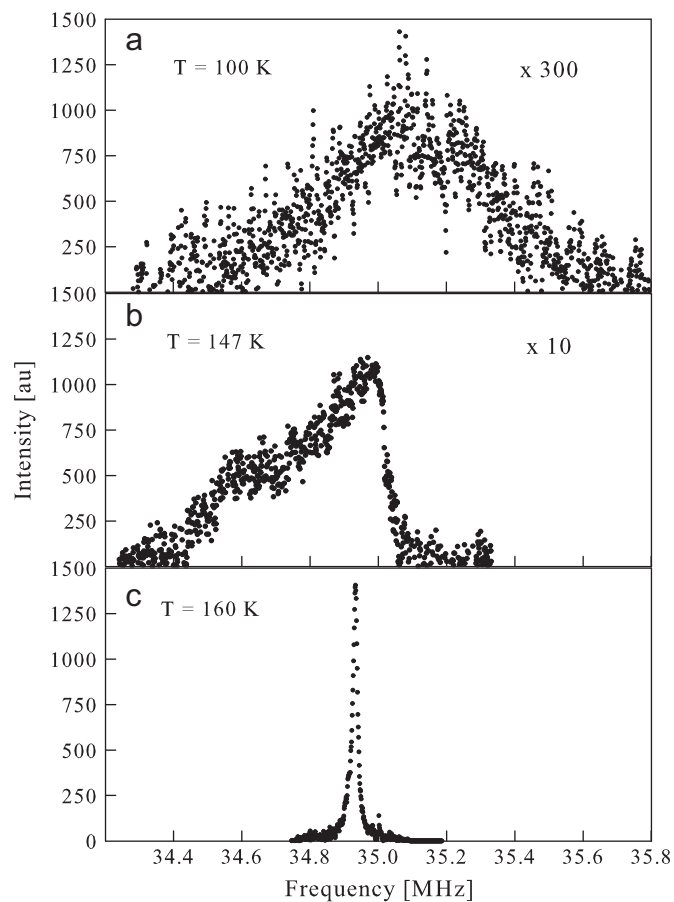 1500
a
1250
T = 100 K
x 300
1000
750
500
250
1500
b
1250
T = 147 K
x 10
1000
750
500
250
Intensity [au]
1500
c
1250
T = 160 K
1000
750
500
250
0
34.4 34.6 34.8 35.0 35.2 35.4 35.6 35.8
Frequency [MHz]